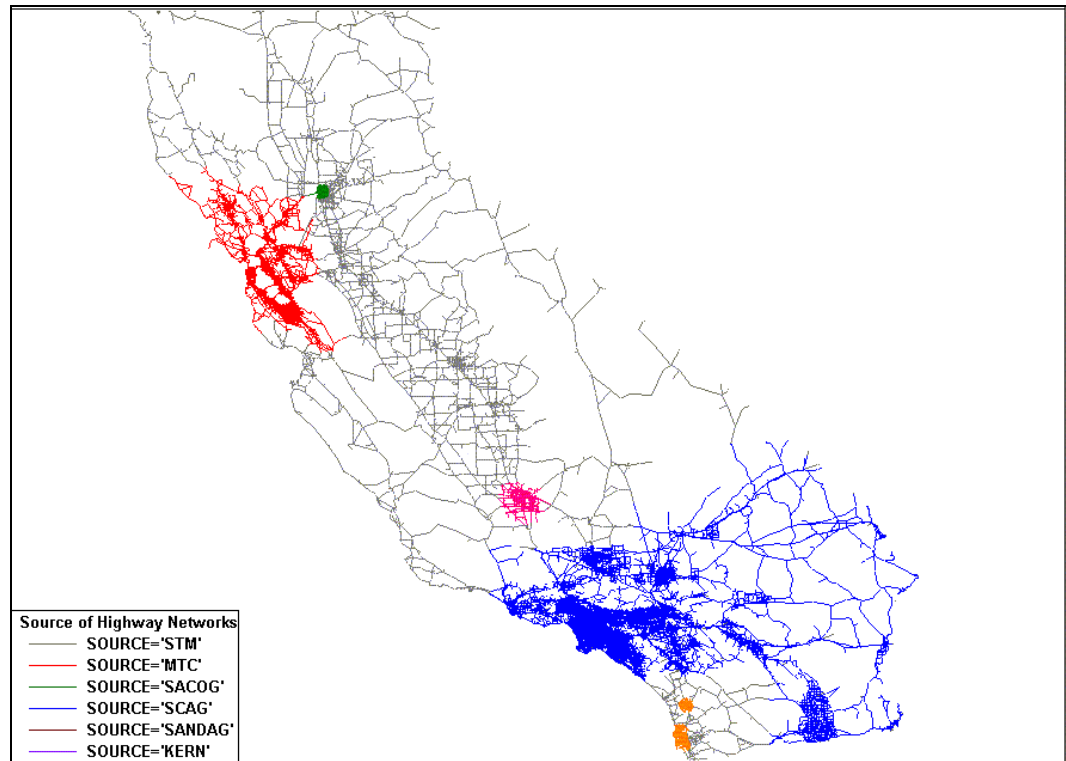 Source of Highway Networks
SOURCE='STM'
SOURCE='MTC'
SOURCE='SACOG'
SOURCE='SCAG'
SOURCE='SANDAG'
SOURCE='KERN'